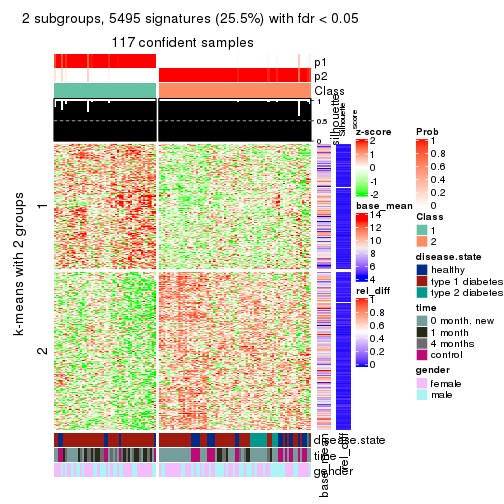 2 subgroups, 5495 signatures (25.5%) with fdr < 0.05
117 confident samples
p1
p2
Class
1
0.5
0
silhouette
Silhouette
score
k-means with 2 groups
1
2
disease.state
time
gender
base_mean
rel_diff
z-score
2
1
0
-1
-2
base_mean
14
12
10
8
6
4
rel_diff
1
0.8
0.6
0.4
0.2
0
Prob
1
0.8
0.6
0.4
0.2
0
Class
1
2
disease.state
healthy
type 1 diabetes
type 2 diabetes
time
0 month. new
1 month
4 months
control
gender
female
male